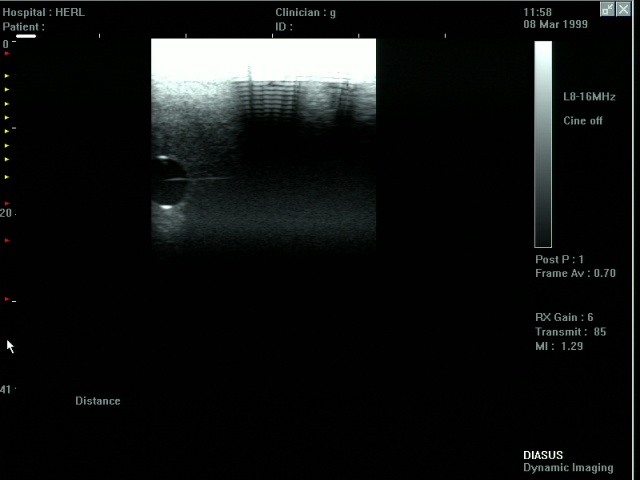 Hospital : HERL
Clinician : g
11:58
Patient :
ID :
08 Mar 1999
0
L8-16MHz
Cine off
20
Post P : 1
Frame Av : 0.70
RX Gain : 6
Transmit : 85
MI : 1.29
41
Distance
DIASUS
Dynamic Imaging